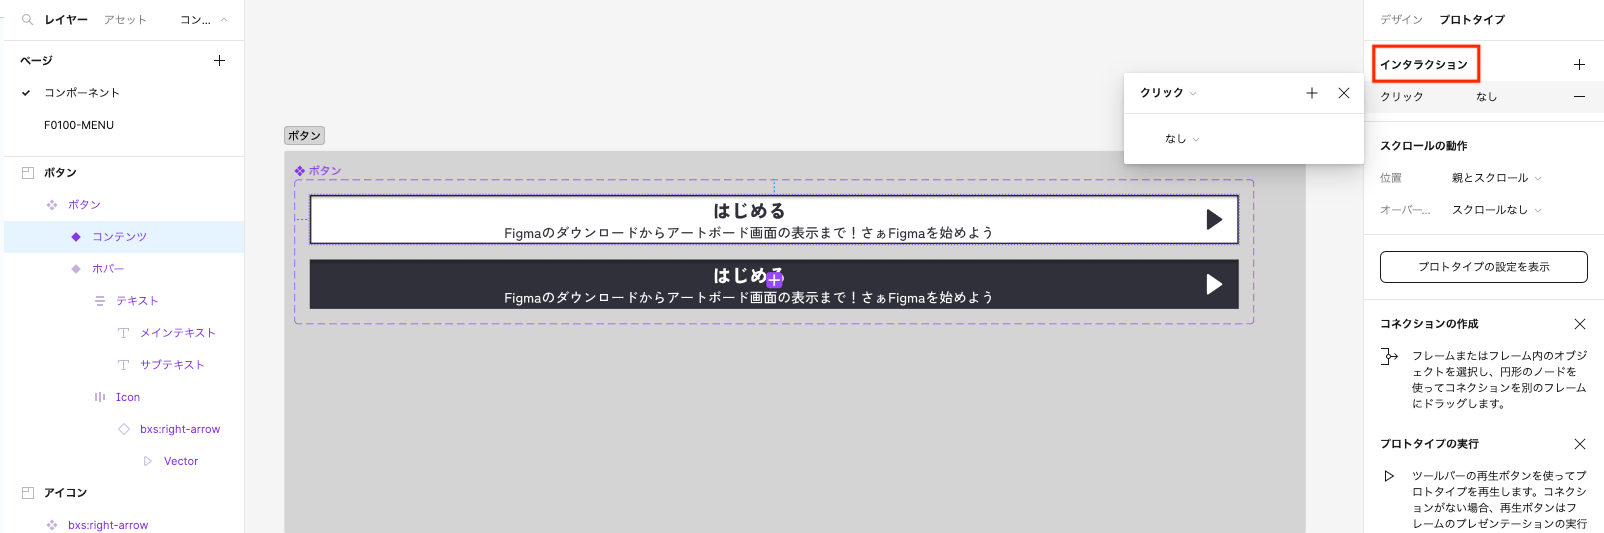 レイヤー アセット コン...
ページ
コンポーネント
F0100-MENU
ボタン
ボタン
コンテンツ
ホバー
テキスト
メインテキスト
サブテキスト
Icon
bxs:right-arrow
Vector
アイコン
bxs:right-arrow
ボタン
ボタン
はじめる
Figmaのダウンロードからアートボード画面の表示まで！さぁFigmaを始めよう
はじめる
Figmaのダウンロードからアートボード画面の表示まで！さぁFigmaを始めよう
クリック
なし
デザイン プロトタイプ
インタラクション
クリック なし
スクロールの動作
位置 親とスクロール
オーバー... スクロールなし
プロトタイプの設定を表示
コネクションの作成
フレームまたはフレーム内のオブジ
ェクトを選択し、円形のノードを
使ってコネクションを別のフレーム
にドラッグします。
プロトタイプの実行
ツールバーの再生ボタンを使ってプ
ロトタイプを再生します。コネクシ
ョンがない場合、再生ボタンはフ
レームのプレゼンテーションの実行